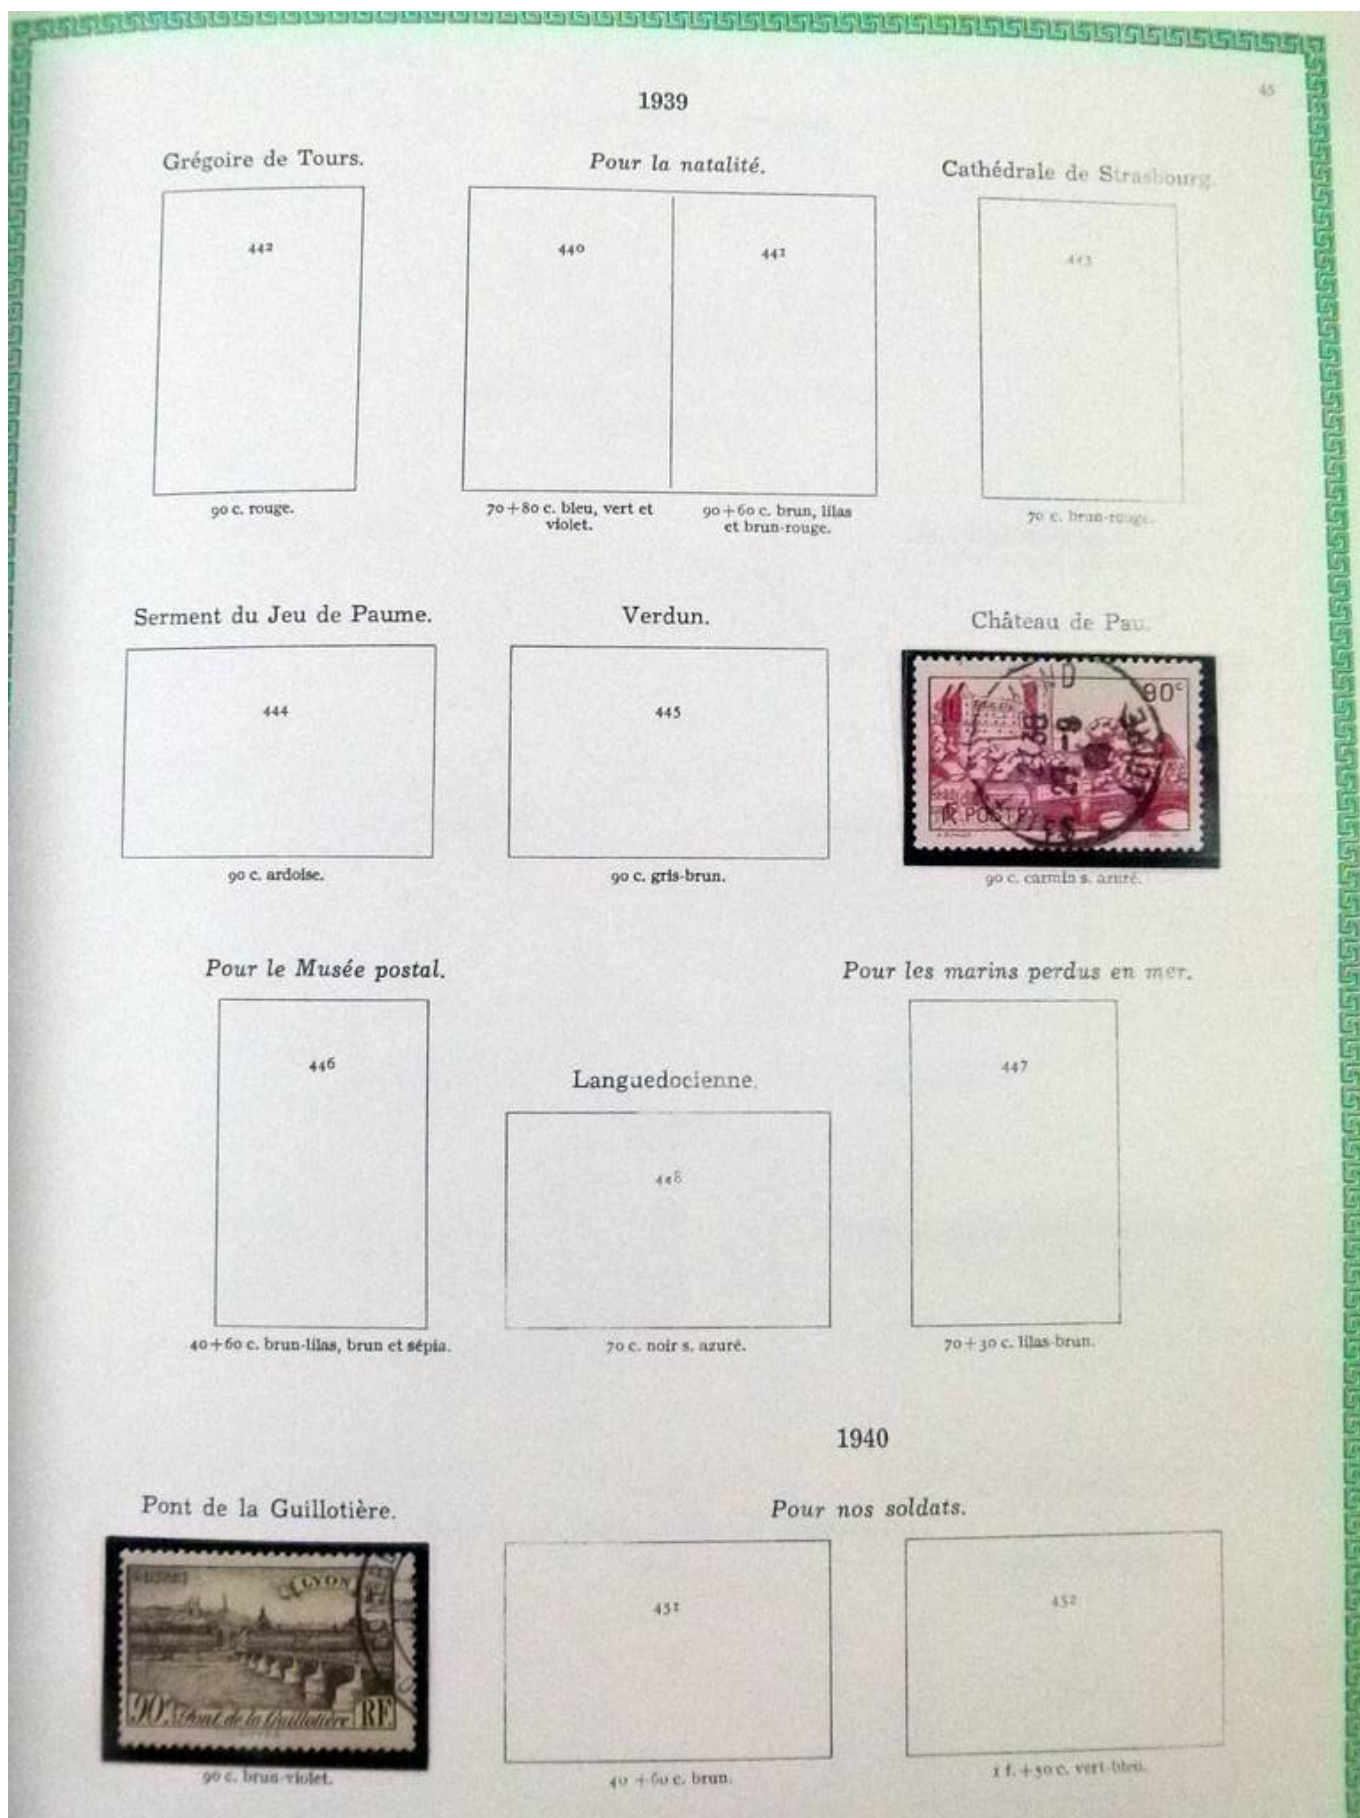 45
1939
Grégoire de Tours.
Pour la natalité.
Cathédrale de Strasbourg.
442
440
441
443
90 c. rouge.
70+80 c. bleu, vert et
violet.
90+60 c. brun, lilas
et brun-rouge.
70 c. brun-rouge.
Serment du Jeu de Paume.
Verdun.
Château de Pau.
444
445
90c
POSTES
90 c. ardoise.
90 c. gris-brun.
90 c. carmin s. azuré.
Pour le Musée postal.
Pour les marins perdus en mer.
446
447
Languedocienne.
448
40+60 c. brun-lilas, brun et sépia.
70 c. noir s. azuré.
70+30 c. lilas-brun.
1940
Pont de la Guillotière.
Pour nos soldats.
LYON
451
452
90c. Pont de la Guillotière RF
90 c. brun-violet.
40+60 c. brun.
1 f.+50 c. vert-bleu.